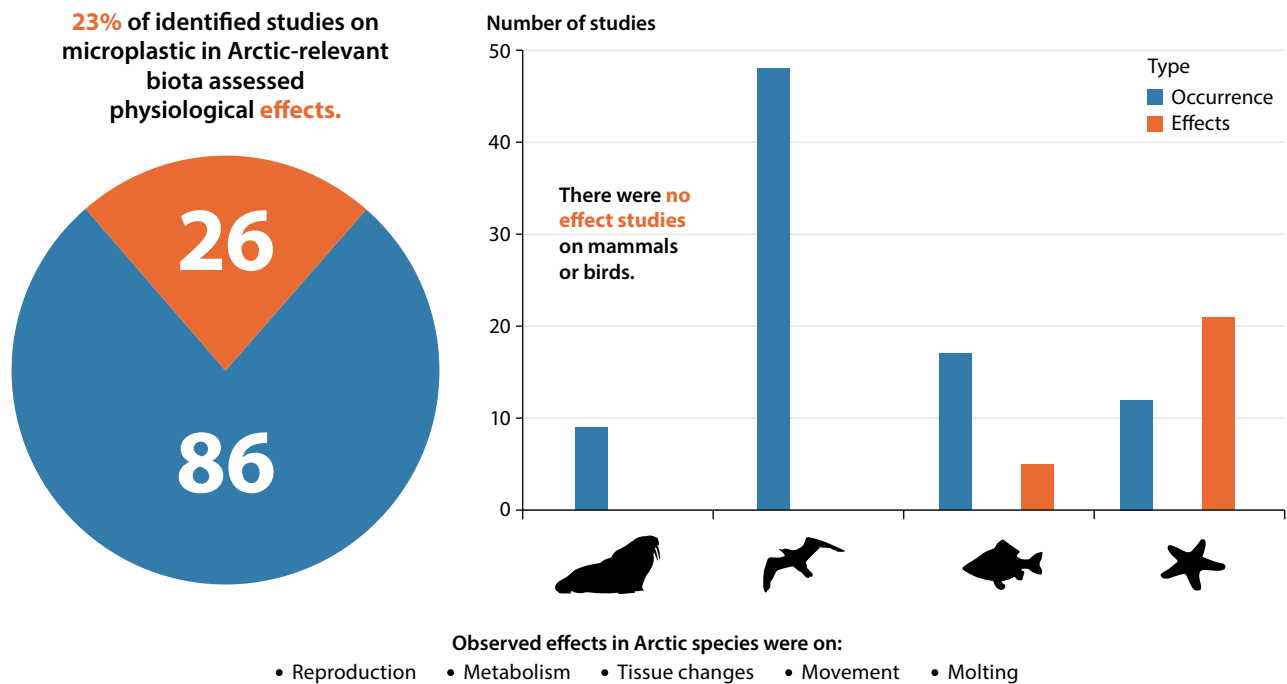 23% of identified studies on
microplastic in Arctic-relevant
biota assessed
physiological effects.
26
86
Number of studies
50
40
30
20
10
0
Type
Occurrence
Effects
There were no
effect studies
on mammals
or birds.
Observed effects in Arctic species were on:
• Reproduction • Metabolism • Tissue changes • Movement • Molting